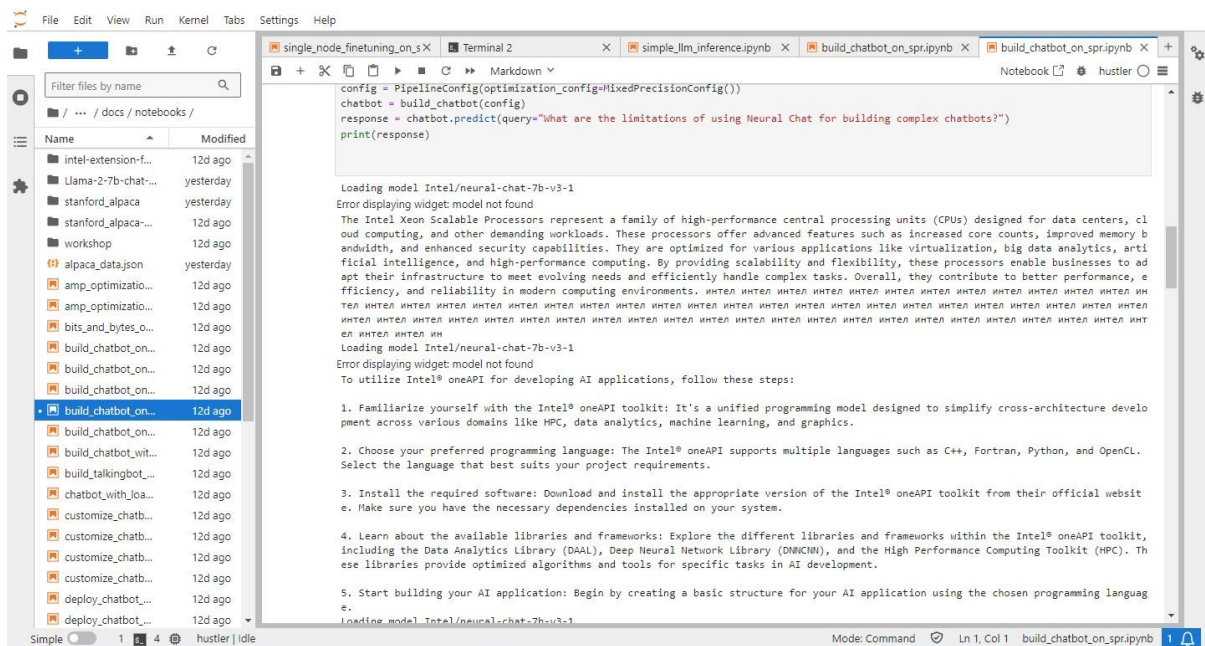 File Edit View Run Kernel Tabs Settings Help
+
Filter files by name
/ ••• / docs / notebooks /
Name Modified
intel-extension-f... 12d ago
Llama-2-7b-chat-... yesterday
stanford_alpaca yesterday
stanford_alpaca-... 12d ago
workshop 12d ago
alpaca_data.json yesterday
amp_optimizatio... 12d ago
amp_optimizatio... 12d ago
bits_and_bytes_o... 12d ago
build_chatbot_on... 12d ago
build_chatbot_on... 12d ago
build_chatbot_on... 12d ago
build_chatbot_on... 12d ago
build_chatbot_on... 12d ago
build_chatbot_wit... 12d ago
build_talkingbot_... 12d ago
chatbot_with_loa... 12d ago
customize_chatb... 12d ago
customize_chatb... 12d ago
customize_chatb... 12d ago
customize_chatb... 12d ago
deploy_chatbot_... 12d ago
deploy_chatbot_... 12d ago
single_node_finetuning_on_s Terminal 2 simple_llm_inference.ipynb build_chatbot_on_spr.ipynb build_chatbot_on_spr.ipynb +
Markdown Notebook hustler
config = PipelineConfig(optimization_config=MixedPrecisionConfig())
chatbot = build_chatbot(config)
response = chatbot.predict(query="What are the limitations of using Neural Chat for building complex chatbots?")
print(response)
Loading model Intel/neural-chat-7b-v3-1
Error displaying widget: model not found
The Intel Xeon Scalable Processors represent a family of high-performance central processing units (CPUs) designed for data centers, cl
oud computing, and other demanding workloads. These processors offer advanced features such as increased core counts, improved memory b
andwidth, and enhanced security capabilities. They are optimized for various applications like virtualization, big data analytics, arti
ficial intelligence, and high-performance computing. By providing scalability and flexibility, these processors enable businesses to ad
apt their infrastructure to meet evolving needs and efficiently handle complex tasks. Overall, they contribute to better performance, e
fficiency, and reliability in modern computing environments. интел интел интел интел интел интел интел интел интел интел интел ин
тел интел интел интел интел интел интел интел интел интел интел интел интел интел интел интел интел интел интел интел интел интел интел
интел интел интел интел интел интел интел интел интел интел интел интел интел интел интел интел интел интел интел интел интел интел инт
ел интел интел ин
Loading model Intel/neural-chat-7b-v3-1
Error displaying widget: model not found
To utilize Intel® oneAPI for developing AI applications, follow these steps:
1. Familiarize yourself with the Intel® oneAPI toolkit: It's a unified programming model designed to simplify cross-architecture develo
pment across various domains like HPC, data analytics, machine learning, and graphics.
2. Choose your preferred programming language: The Intel® oneAPI supports multiple languages such as C++, Fortran, Python, and OpenCL.
Select the language that best suits your project requirements.
3. Install the required software: Download and install the appropriate version of the Intel® oneAPI toolkit from their official websit
e. Make sure you have the necessary dependencies installed on your system.
4. Learn about the available libraries and frameworks: Explore the different libraries and frameworks within the Intel® oneAPI toolkit,
including the Data Analytics Library (DAAL), Deep Neural Network Library (DNNCNN), and the High Performance Computing Toolkit (HPC). Th
ese libraries provide optimized algorithms and tools for specific tasks in AI development.
5. Start building your AI application: Begin by creating a basic structure for your AI application using the chosen programming languag
e.
Loading model Intel/neural-chat-7b-v3-1
Simple 1 4 hustler | Idle Mode: Command Ln 1, Col 1 build_chatbot_on_spr.ipynb 1